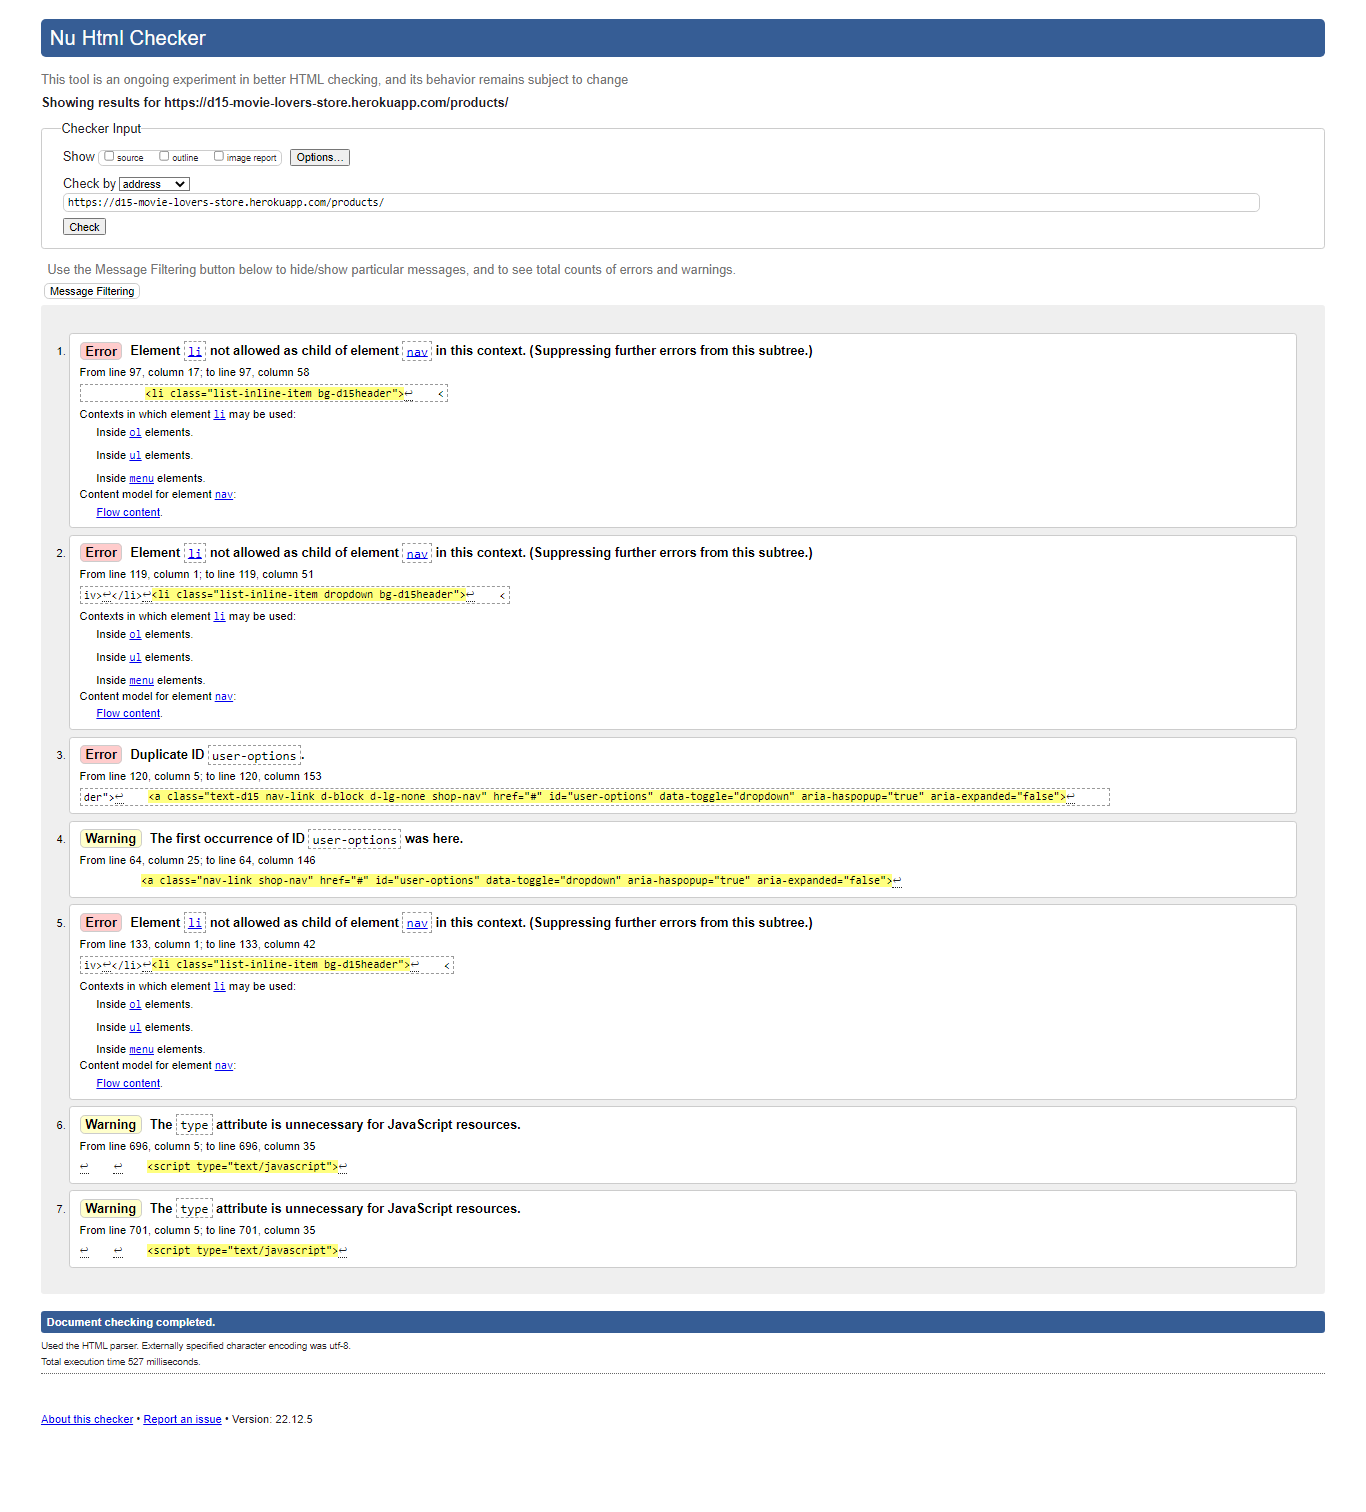 Nu Html Checker
This tool is an ongoing experiment in better HTML checking, and its behavior remains subject to change
Showing results for https://d15-movie-lovers-store.herokuapp.com/products/
Checker Input
Show source outline image report Options...
Check by address
https://d15-movie-lovers-store.herokuapp.com/products/
Check
Use the Message Filtering button below to hide/show particular messages, and to see total counts of errors and warnings.
Message Filtering
1. Error Element li not allowed as child of element nav in this context. (Suppressing further errors from this subtree.)
From line 97, column 17; to line 97, column 58
<li class="list-inline-item bg-d15header">↩ <
Contexts in which element li may be used:
Inside ol elements.
Inside ul elements.
Inside menu elements.
Content model for element nav:
Flow content.
2. Error Element li not allowed as child of element nav in this context. (Suppressing further errors from this subtree.)
From line 119, column 1; to line 119, column 51
iv>↩</li>↩<li class="list-inline-item dropdown bg-d15header">↩ <
Contexts in which element li may be used:
Inside ol elements.
Inside ul elements.
Inside menu elements.
Content model for element nav:
Flow content.
3. Error Duplicate ID user-options.
From line 120, column 5; to line 120, column 153
der">↩ <a class="text-d15 nav-link d-block d-lg-none shop-nav" href="#" id="user-options" data-toggle="dropdown" aria-haspopup="true" aria-expanded="false">↩
4. Warning The first occurrence of ID user-options was here.
From line 64, column 25; to line 64, column 146
<a class="nav-link shop-nav" href="#" id="user-options" data-toggle="dropdown" aria-haspopup="true" aria-expanded="false">↩
5. Error Element li not allowed as child of element nav in this context. (Suppressing further errors from this subtree.)
From line 133, column 1; to line 133, column 42
iv>↩</li>↩<li class="list-inline-item bg-d15header">↩ <
Contexts in which element li may be used:
Inside ol elements.
Inside ul elements.
Inside menu elements.
Content model for element nav:
Flow content.
6. Warning The type attribute is unnecessary for JavaScript resources.
From line 696, column 5; to line 696, column 35
↩ ↩ <script type="text/javascript">↩
7. Warning The type attribute is unnecessary for JavaScript resources.
From line 701, column 5; to line 701, column 35
↩ ↩ <script type="text/javascript">↩
Document checking completed.
Used the HTML parser. Externally specified character encoding was utf-8.
Total execution time 527 milliseconds.
About this checker • Report an issue • Version: 22.12.5